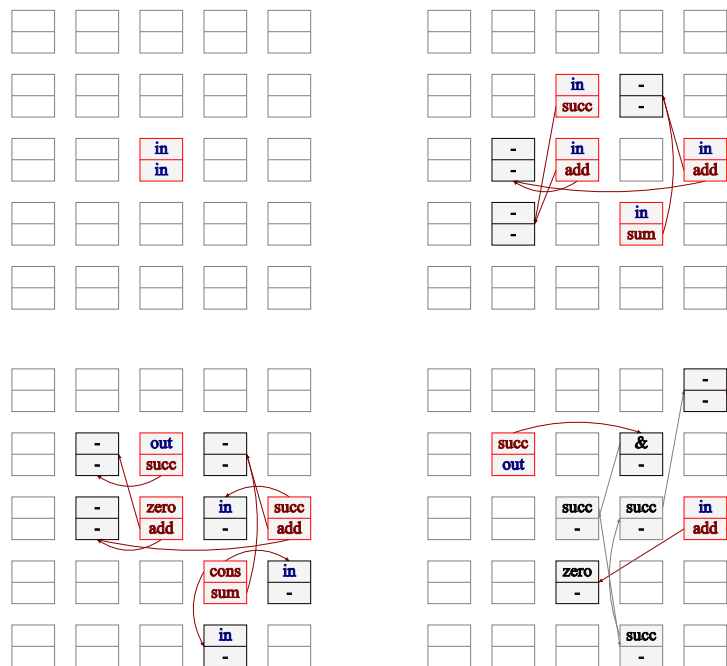 in -
succ -
in - in in
in - add add
- in
- sum
-
- out - succ &
- succ - out -
- zero in succ succ succ in
- add - add - - add
cons in zero
sum - -
in succ
- -